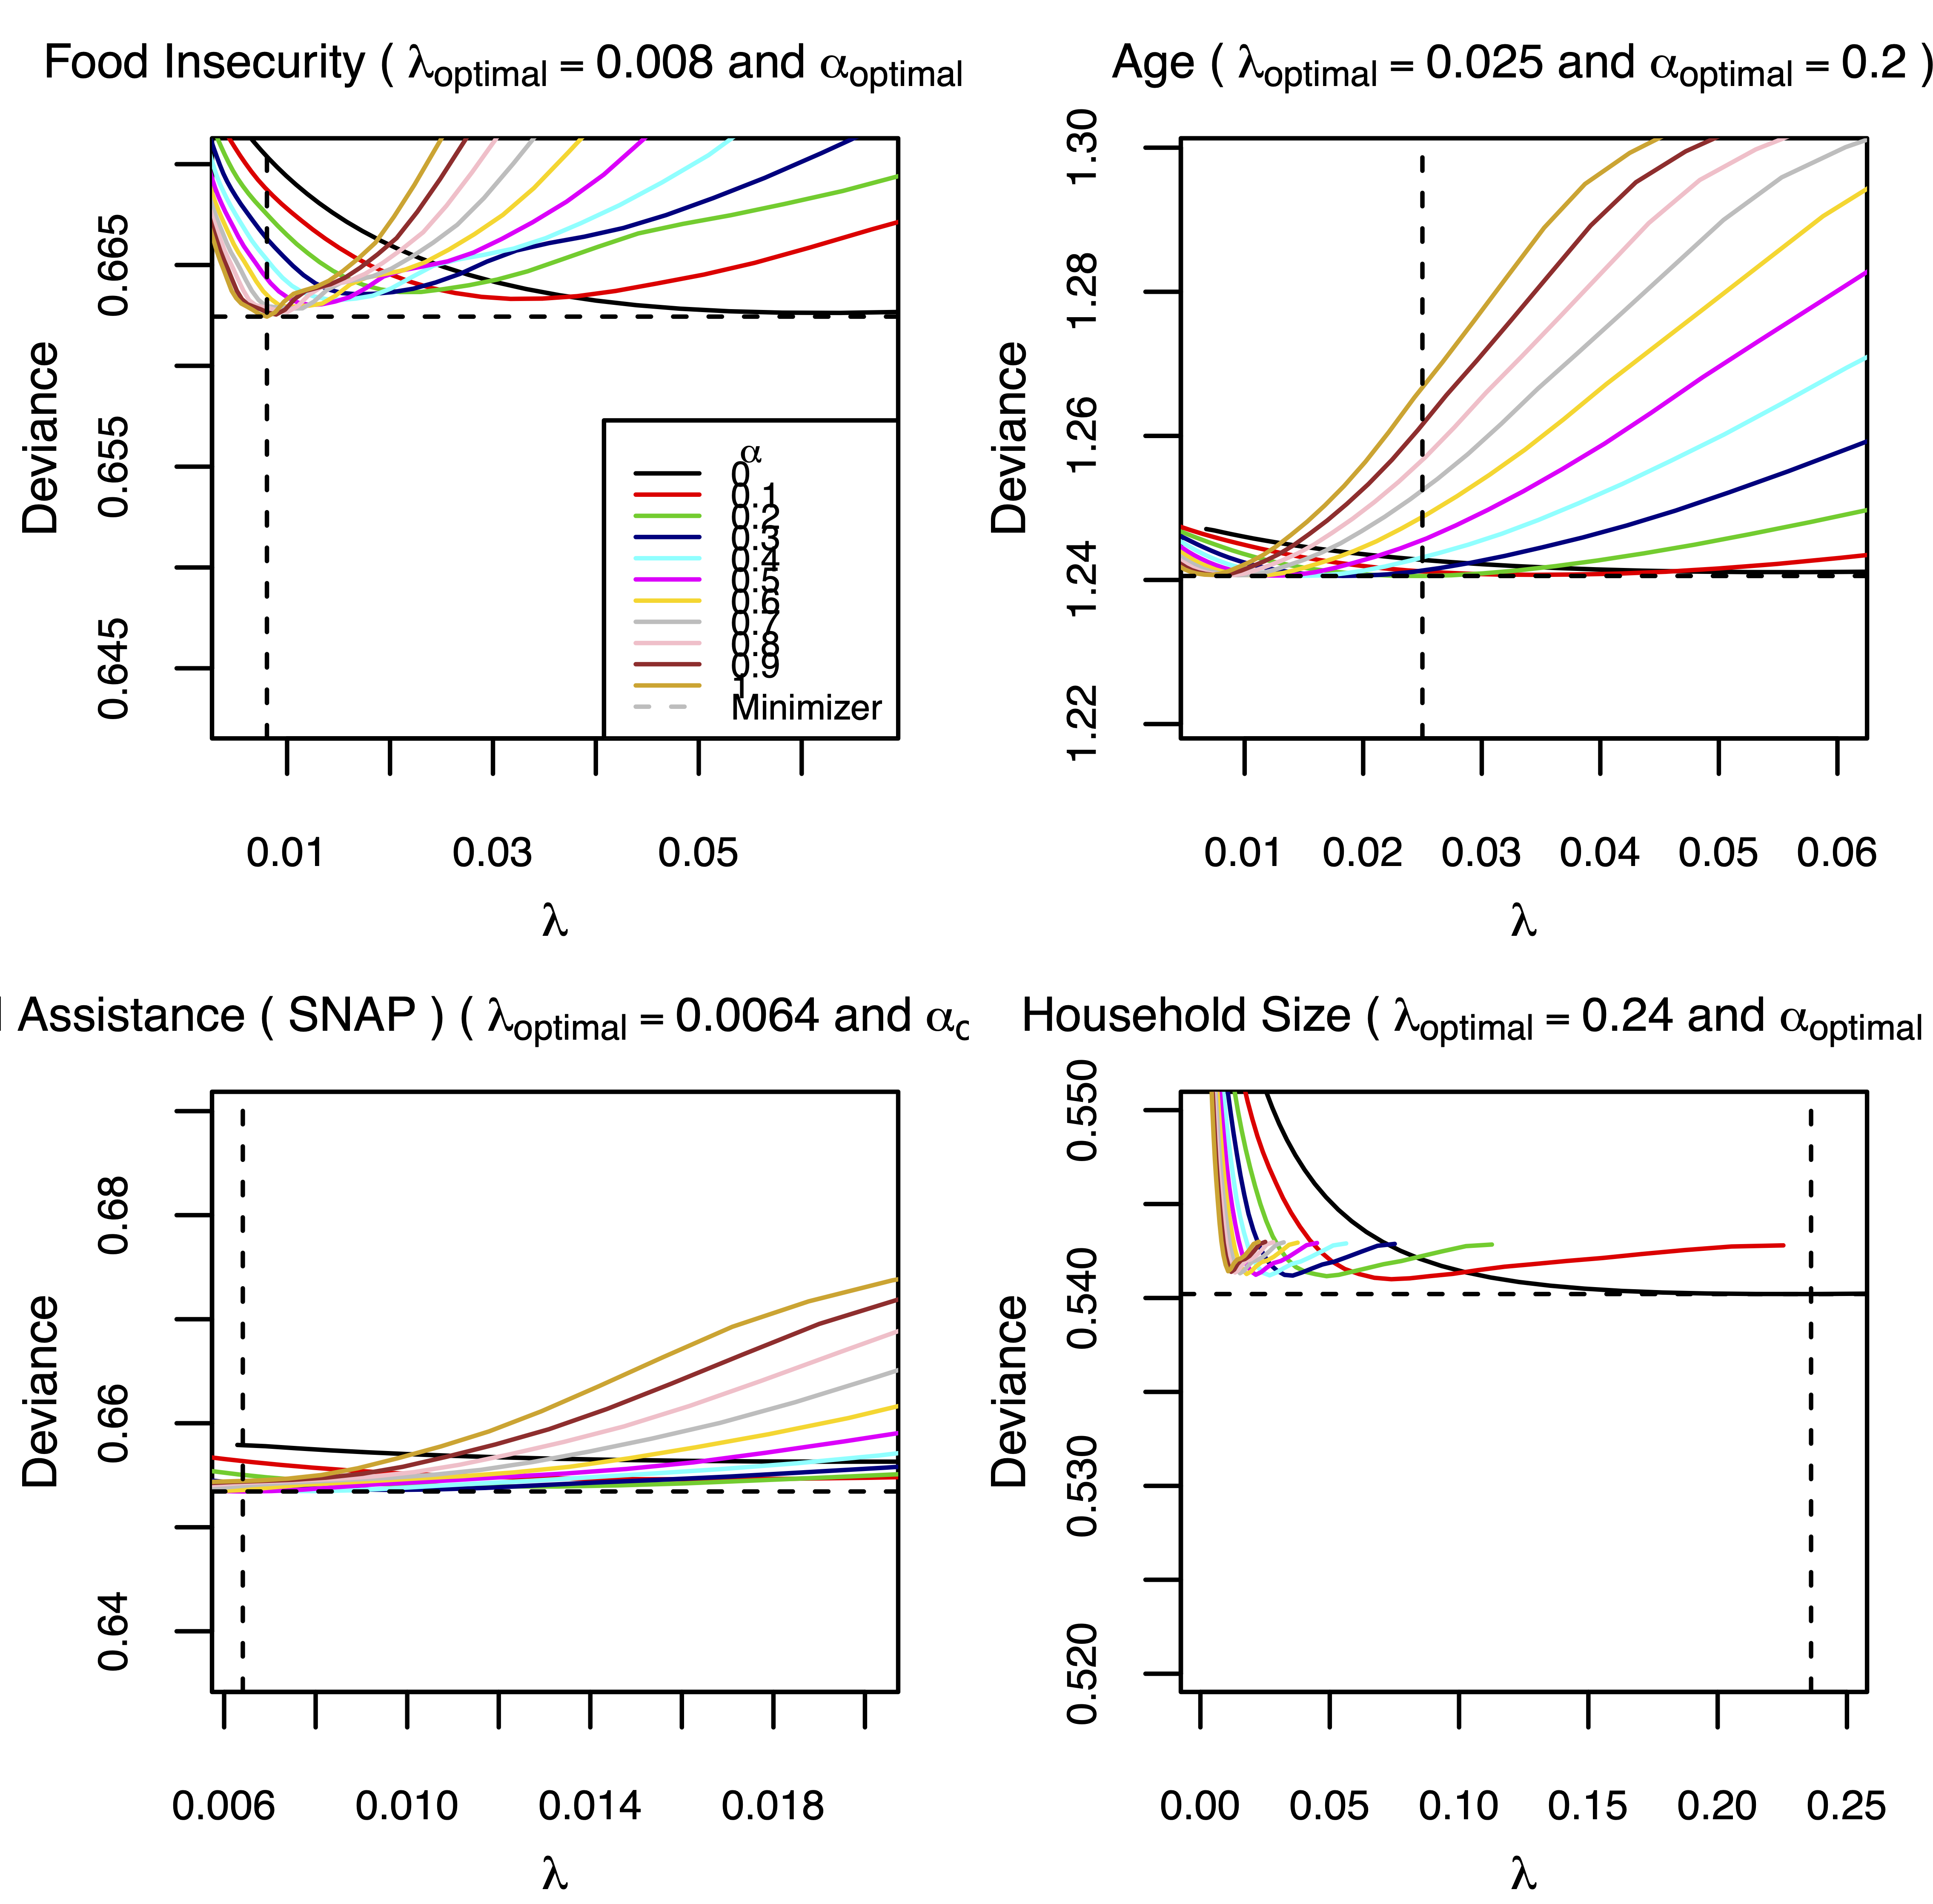 Food Insecurity ( λoptimal = 0.008 and αoptimal
Deviance
0.665
0.655
0.645
α
0
0.1
0.2
0.3
0.4
0.5
0.6
0.7
0.8
0.9
1
Minimizer
0.01 0.03 0.05
λ
Age ( λoptimal = 0.025 and αoptimal = 0.2 )
Deviance
1.30
1.28
1.26
1.24
1.22
0.01 0.02 0.03 0.04 0.05 0.06
λ
Assistance ( SNAP ) ( λoptimal = 0.0064 and α
Deviance
0.68
0.66
0.64
0.006 0.010 0.014 0.018
λ
Household Size ( λoptimal = 0.24 and αoptimal
Deviance
0.550
0.540
0.530
0.520
0.00 0.05 0.10 0.15 0.20 0.25
λ